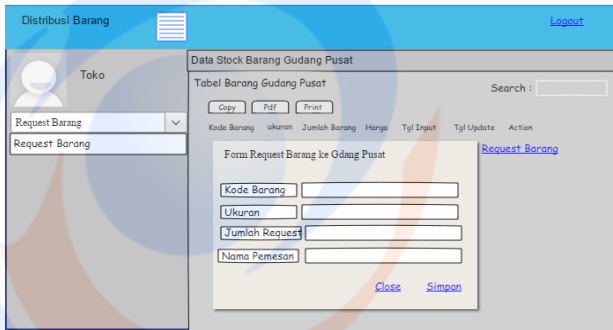 Distribusi Barang
Logout
Toko
Request Barang
Request Barang
Data Stock Barang Gudang Pusat
Tabel Barang Gudang Pusat
Search :
Copy Pdf Print
Kode Barang ukuran Jumlah Barang Harga Tgl Input Tgl Update Action
Request Barang
Form Request Barang ke Gdang Pusat
Kode Barang
Ukuran
Jumlah Request
Nama Pemesan
Close Simpan